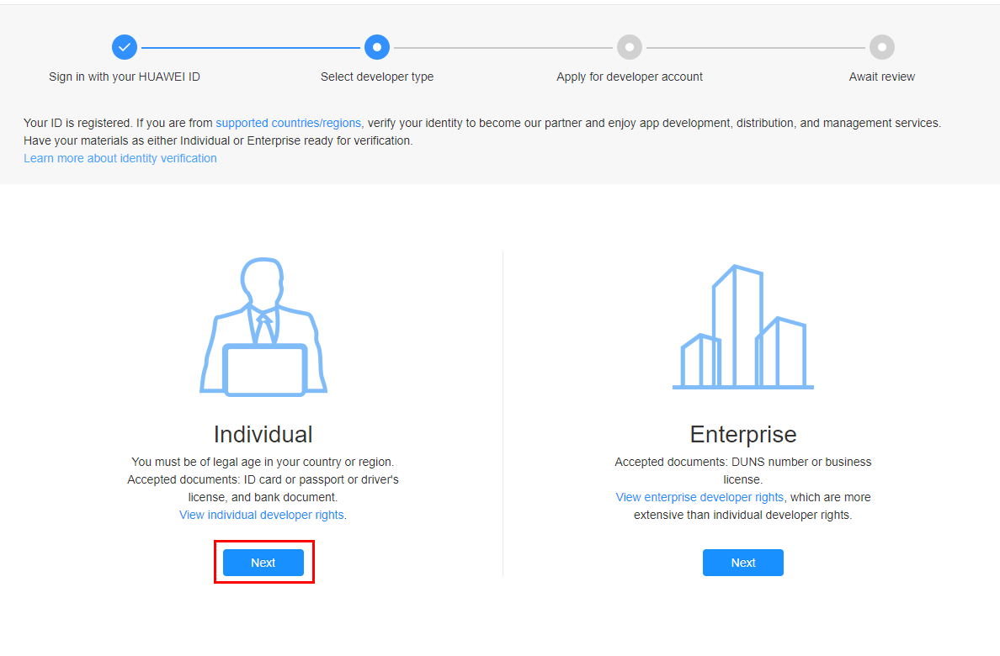 Sign in with your HUAWEI ID
Select developer type
Apply for developer account
Await review
Your ID is registered. If you are from supported countries/regions, verify your identity to become our partner and enjoy app development, distribution, and management services.
Have your materials as either Individual or Enterprise ready for verification.
Learn more about identity verification
Individual
You must be of legal age in your country or region.
Accepted documents: ID card or passport or driver's
license, and bank document.
View individual developer rights.
Next
Enterprise
Accepted documents: DUNS number or business
license.
View enterprise developer rights, which are more
extensive than individual developer rights.
Next